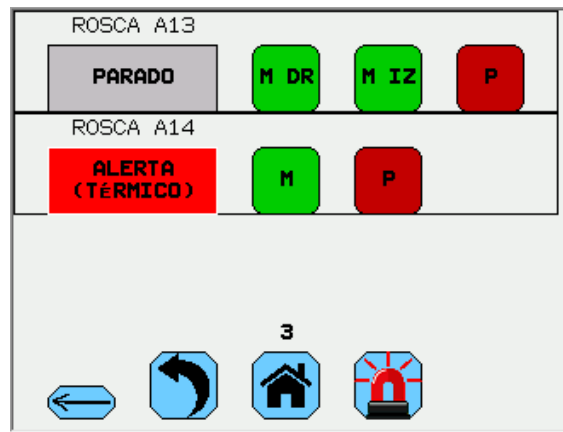 ROSCA A13
PARADO
M DR
M IZ
P
ROSCA A14
ALERTA
(TÉRMICO)
M
P
3